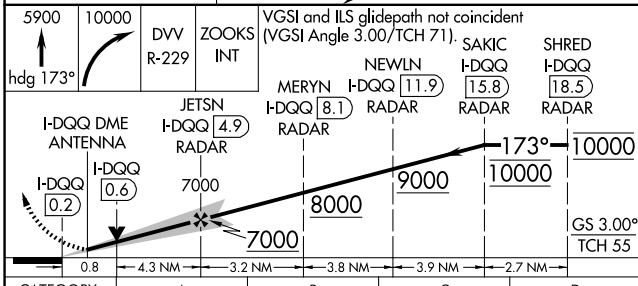 5900
hdg 173°
10000
DVV
R-229
ZOOKS
INT
VGSI and ILS glidepath not coincident
(VGSI Angle 3.00/TCH 71).
I-DQQ DME
ANTENNA
I-DQQ
0.2
I-DQQ
0.6
JETSN
I-DQQ 4.9
RADAR
MERYN
I-DQQ 8.1
RADAR
NEWLN
I-DQQ 11.9
RADAR
SAKIC
I-DQQ
15.8
RADAR
SHRED
I-DQQ
18.5
RADAR
7000
7000
8000
9000
173°
10000
10000
GS 3.00°
TCH 55
0.8
4.3 NM
3.2 NM
3.8 NM
3.9 NM
2.7 NM
CATEGORY